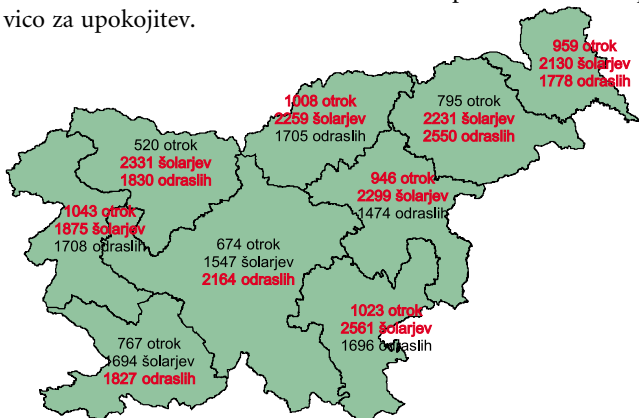 vico za upokojitev.
959 otrok
2130 šolarjev
1778 odraslih
1008 otrok
2259 šolarjev
1705 odraslih
795 otrok
2231 šolarjev
2550 odraslih
520 otrok
2331 šolarjev
1830 odraslih
946 otrok
2299 šolarjev
1474 odraslih
1043 otrok
1875 šolarjev
1708 odraslih
674 otrok
1547 šolarjev
2164 odraslih
1023 otrok
2561 šolarjev
1696 odraslih
767 otrok
1694 šolarjev
1827 odraslih